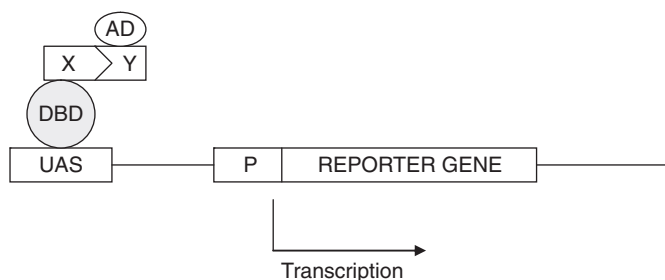 AD
X Y
DBD
UAS P REPORTER GENE
Transcription